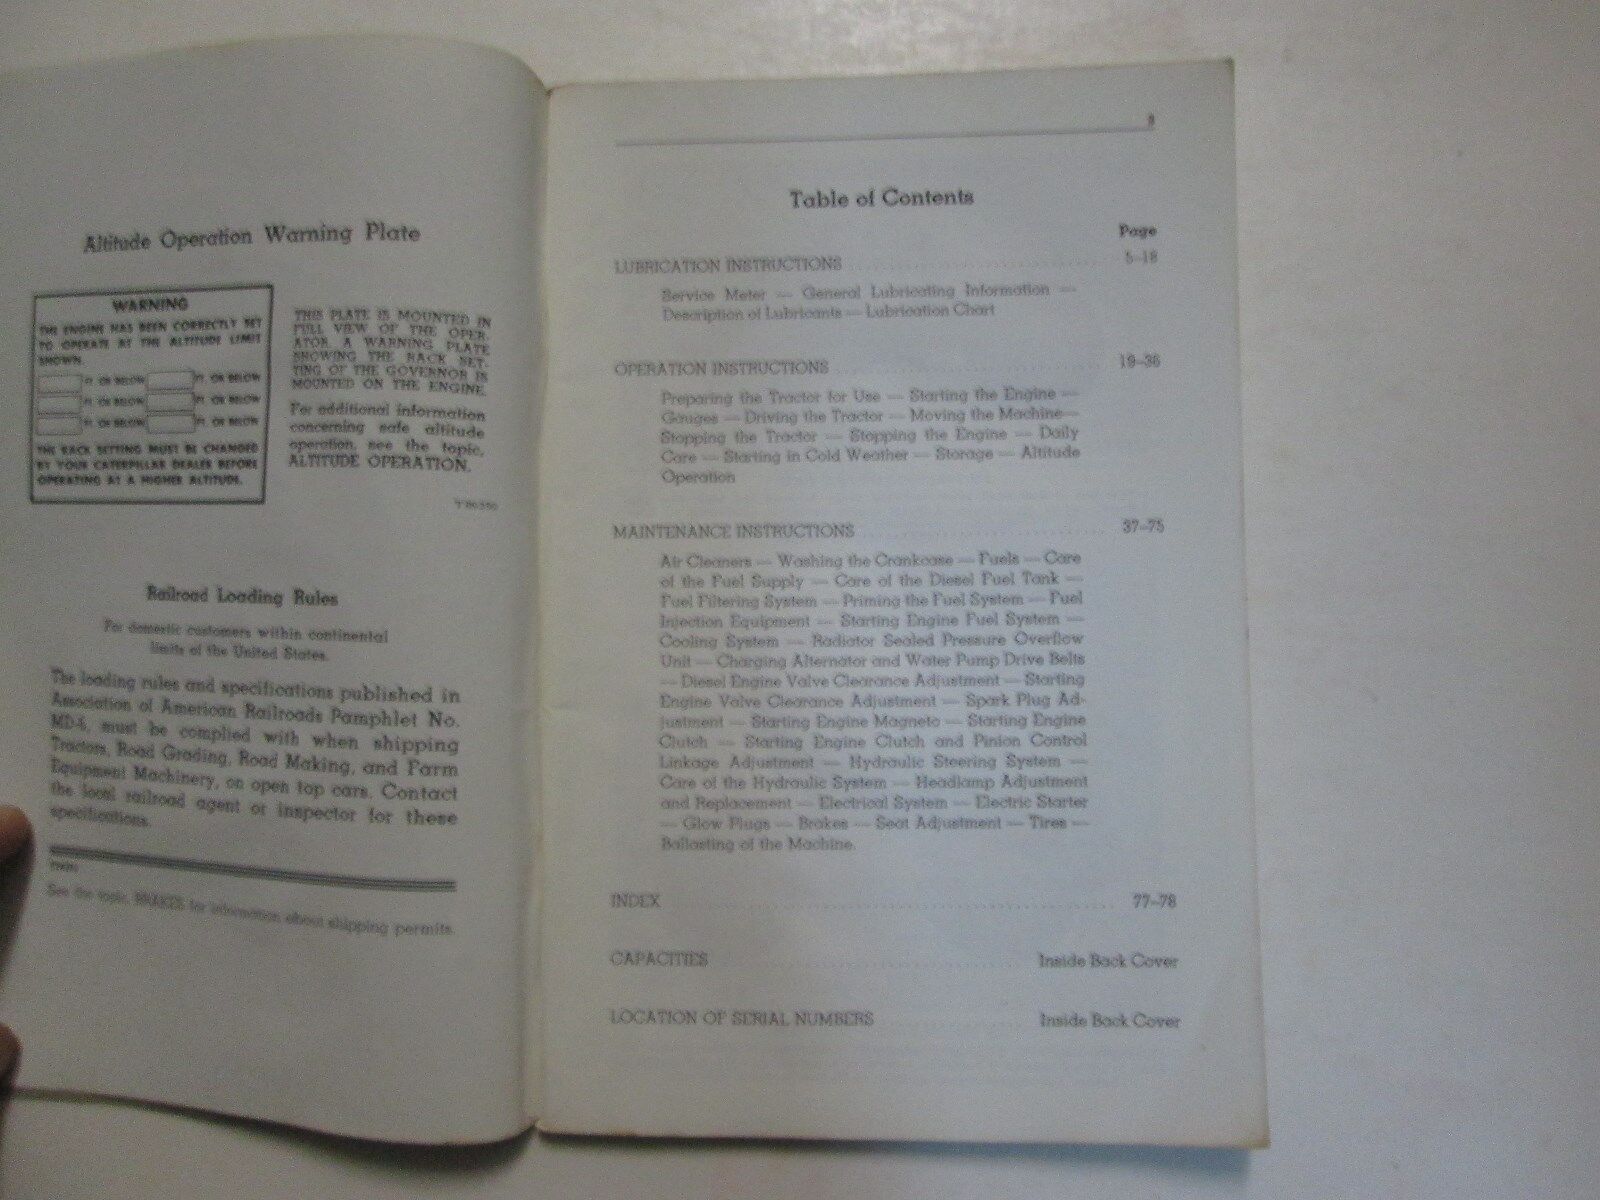 Altitude Operation Warning Plate
WARNING
THE ENGINE HAS BEEN CORRECTLY SET
TO OPERATE AT THE ALTITUDE LIMIT
SHOWN.
FT. OR BELOW FT. OR BELOW
FT. OR BELOW FT. OR BELOW
FT. OR BELOW FT. OR BELOW
THE RACK SETTING MUST BE CHANGED
BY YOUR CATERPILLAR DEALER BEFORE
OPERATING AT A HIGHER ALTITUDE.
THIS PLATE IS MOUNTED IN
FULL VIEW OF THE OPER-
ATOR. A WARNING PLATE
SHOWING THE RACK SET-
TING OF THE GOVERNOR IS
MOUNTED ON THE ENGINE.
For additional information
concerning safe altitude
operation, see the topic,
ALTITUDE OPERATION.
Railroad Loading Rules
For domestic customers within continental
limits of the United States.
The loading rules and specifications published in
Association of American Railroads Pamphlet No.
MD-6, must be complied with when shipping
Tractors, Road Grading, Road Making, and Farm
Equipment Machinery, on open top cars. Contact
the local railroad agent or inspector for these
specifications.
See the topic, BRAKES for information about shipping permits.
Table of Contents
Page
LUBRICATION INSTRUCTIONS 5-18
Service Meter — General Lubricating Information —
Description of Lubricants — Lubrication Chart
OPERATION INSTRUCTIONS 19-36
Preparing the Tractor for Use — Starting the Engine —
Gauges — Driving the Tractor — Moving the Machine—
Stopping the Tractor — Stopping the Engine — Daily
Care — Starting in Cold Weather — Storage — Altitude
Operation
MAINTENANCE INSTRUCTIONS 37-75
Air Cleaners — Washing the Crankcase — Fuels — Care
of the Fuel Supply — Care of the Diesel Fuel Tank —
Fuel Filtering System — Priming the Fuel System — Fuel
Injection Equipment — Starting Engine Fuel System —
Cooling System — Radiator Sealed Pressure Overflow
Unit — Charging Alternator and Water Pump Drive Belts
— Diesel Engine Valve Clearance Adjustment — Starting
Engine Valve Clearance Adjustment — Spark Plug Ad-
justment — Starting Engine Magneto — Starting Engine
Clutch — Starting Engine Clutch and Pinion Control
Linkage Adjustment — Hydraulic Steering System —
Care of the Hydraulic System — Headlamp Adjustment
and Replacement — Electrical System — Electric Starter
— Glow Plugs — Brakes — Seat Adjustment — Tires —
Ballasting of the Machine.
INDEX 77-78
CAPACITIES Inside Back Cover
LOCATION OF SERIAL NUMBERS Inside Back Cover